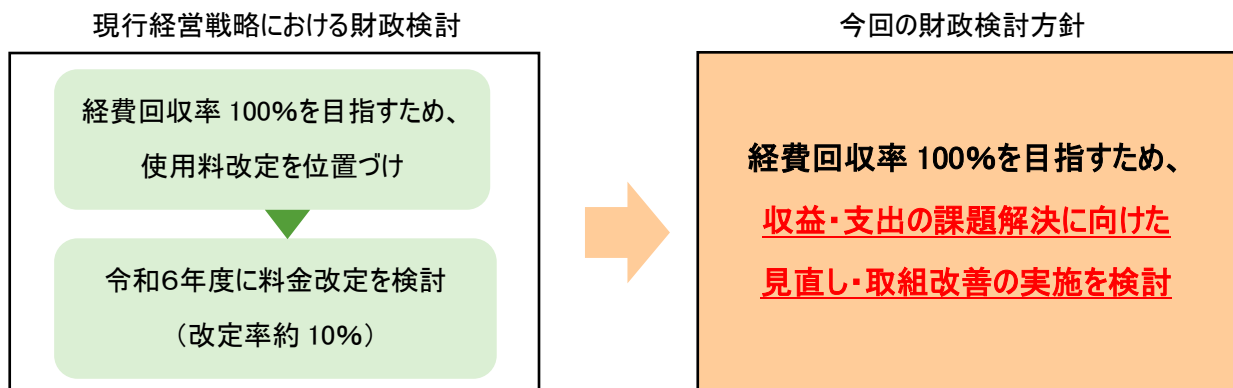 現行経営戦略における財政検討
経費回収率 100%を目指すため、
使用料改定を位置づけ
令和６年度に料金改定を検討
（改定率約 10%）
今回の財政検討方針
経費回収率 100%を目指すため、
収益・支出の課題解決に向けた
見直し・取組改善の実施を検討